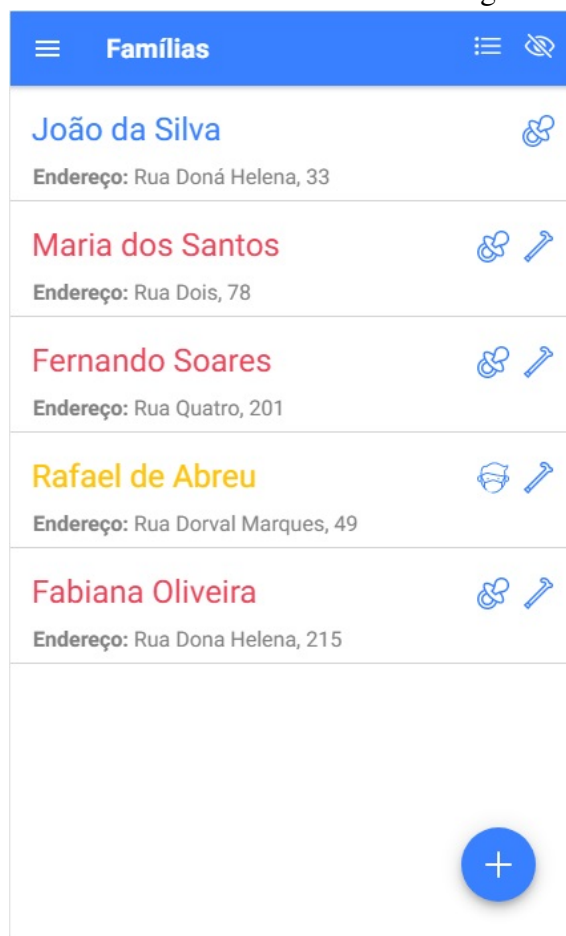 Famílias
João da Silva
Endereço: Rua Doná Helena, 33
Maria dos Santos
Endereço: Rua Dois, 78
Fernando Soares
Endereço: Rua Quatro, 201
Rafael de Abreu
Endereço: Rua Dorval Marques, 49
Fabiana Oliveira
Endereço: Rua Dona Helena, 215